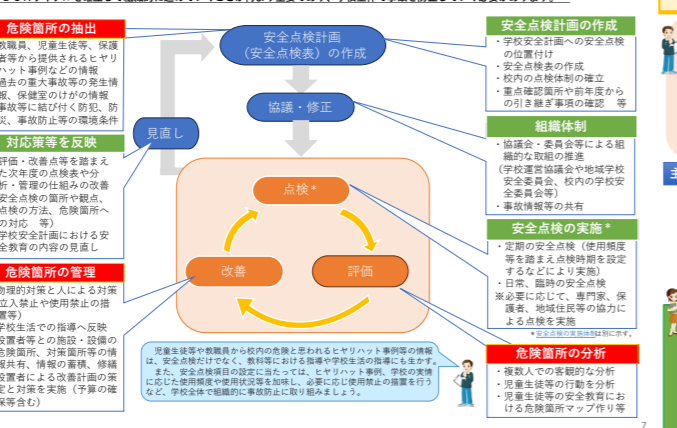 危険箇所の抽出
教職員、児童生徒等、保護
者等から提供されるヒヤリ
ハット事例などの情報
過去の重大事故等の発生情
報、保健室のけがの情報
事故等に結び付く防犯、防
災、事故防止等の環境条件
対応策等を反映
評価・改善点等を踏まえ
た次年度の点検表や分
析・管理の仕組みの改善
安全点検の箇所や観点、
点検の方法、危険箇所へ
の対応 等）
学校安全計画における安
全教育の内容の見直し
危険箇所の管理
物理的対策と人による対策
立入禁止や使用禁止の措
置等）
学校生活での指導へ反映
設置者等との施設・設備の
危険箇所、対策箇所等の情
報共有、情報の蓄積、修繕
設置者による改善計画の策
定と対策を実施（予算の確
保等含む）
安全点検計画
（安全点検表）の作成
協議・修正
見直し
点検*
改善
評価
児童生徒等や教職員から校内の危険と思われるヒヤリハット事例等の情報
は、安全点検だけでなく、教科等における指導や学校生活の指導にも生かす。
また、安全点検項目の設定に当たっては、ヒヤリハット事例、学校の実情
に応じた使用頻度や使用状況等を加味し、必要に応じ使用禁止の措置を行う
など、学校全体で組織的に事故防止に取り組みましょう。
安全点検計画の作成
・学校安全計画への安全点検
の位置付け
・安全点検表の作成
・校内の点検体制の確立
・重点確認箇所や前年度から
の引き継ぎ事項の確認 等
組織体制
・協議会・委員会等による組
織的な取組の推進
（学校運営協議会や地域学校
安全委員会、校内の学校安
全委員会等）
・事故情報等の共有
安全点検の実施*
・定期の安全点検（使用頻度
等を踏まえ点検時期を設定
するなどにより実施）
・日常、臨時の安全点検
※必要に応じて、専門家、保
護者、地域住民等の協力に
よる点検を実施
*安全点検の実施体制は別に示す。
危険箇所の分析
・複数人での客観的な分析
・児童生徒等の行動を分析
・児童生徒等の安全教育にお
ける危険箇所マップ作り等
7
主